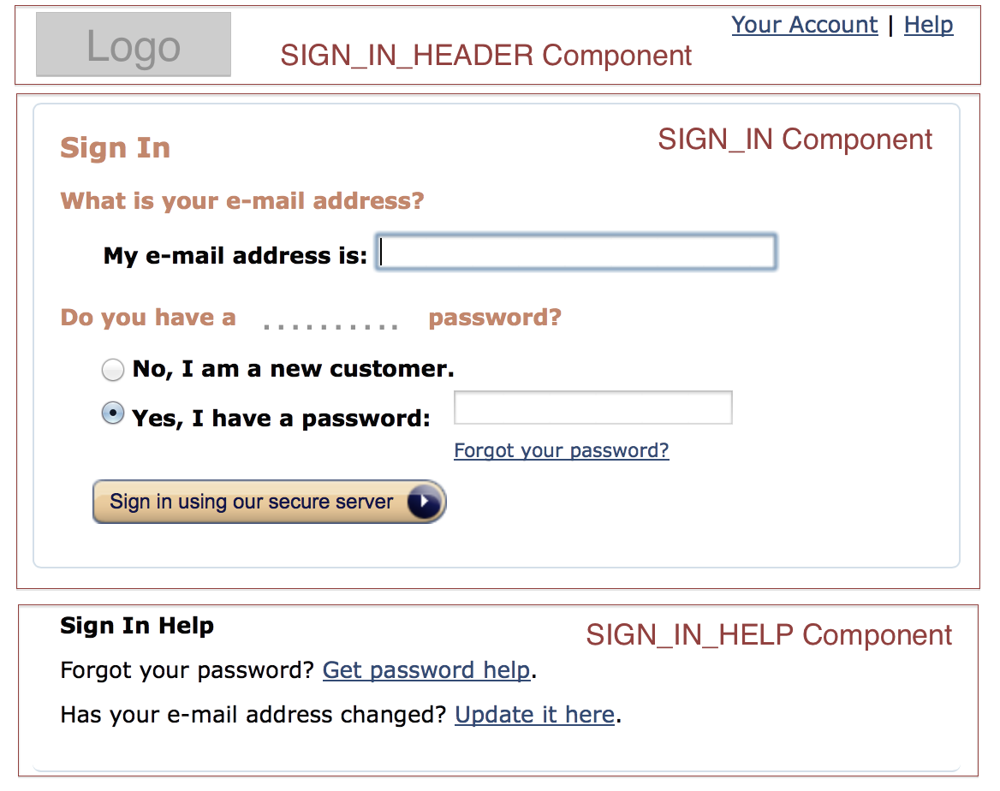 Logo
SIGN_IN_HEADER Component
Your Account | Help
Sign In
SIGN_IN Component
What is your e-mail address?
My e-mail address is:
Do you have a .......... password?
No, I am a new customer.
Yes, I have a password:
Forgot your password?
Sign in using our secure server
Sign In Help
SIGN_IN_HELP Component
Forgot your password? Get password help.
Has your e-mail address changed? Update it here.